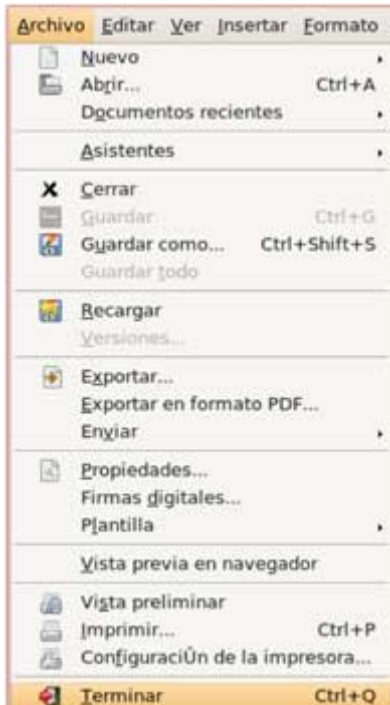 Archivo Editar Ver Insertar Formato
Nuevo
Abrir... Ctrl+A
Documentos recientes
Asistentes
Cerrar
Guardar Ctrl+G
Guardar como... Ctrl+Shift+S
Guardar todo
Recargar
Versiones...
Exportar...
Exportar en formato PDF...
Enviar
Propiedades...
Firmas digitales...
Plantilla
Vista previa en navegador
Vista preliminar
Imprimir... Ctrl+P
ConfiguraciÛn de la impresora...
Terminar Ctrl+Q